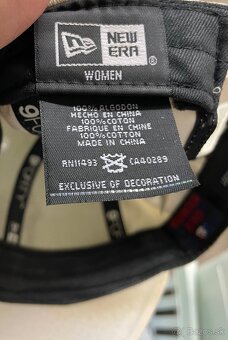 NEW
ERA
®
WOMEN
100% ALGODON
HECHO EN CHINA
100% COTON
FABRIQUE EN CHINE
100% COTTON
MADE IN CHINA
RN11493 CA40289
EXCLUSIVE OF DECORATION